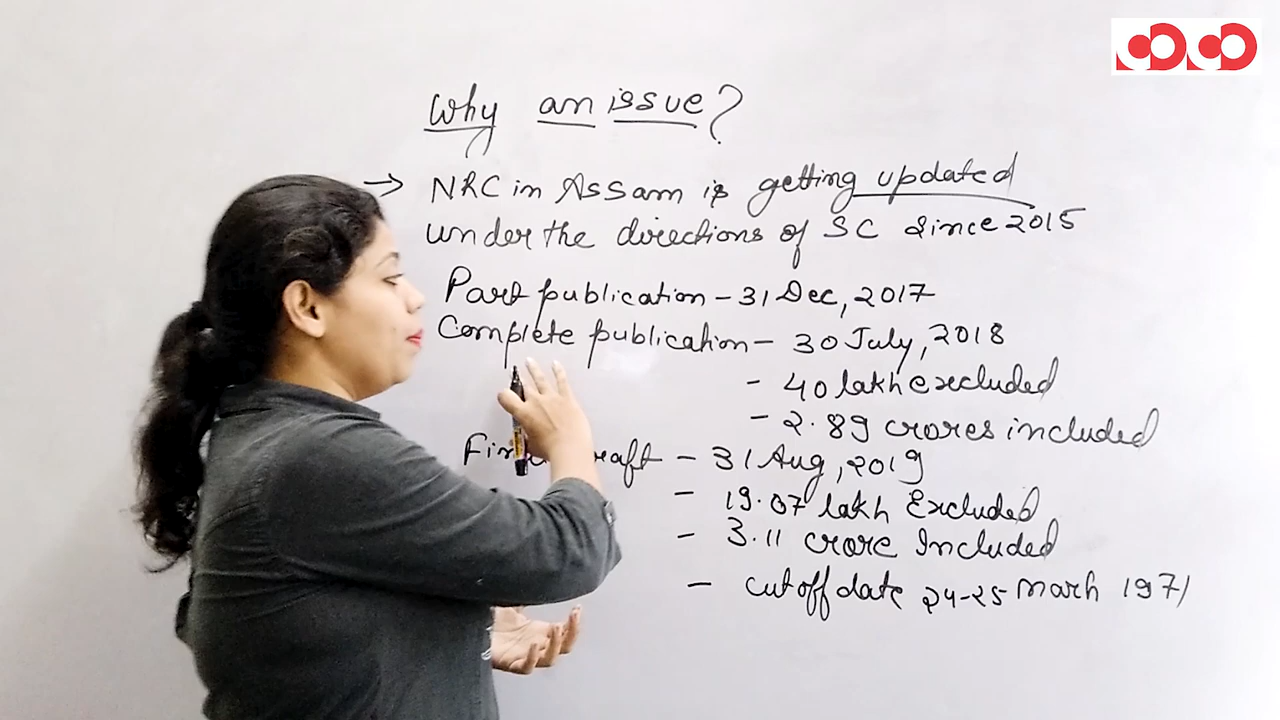 Why an issue?
→ NRC in Assam is getting updated
under the directions of SC since 2015
Part publication - 31 Dec, 2017
Complete publication - 30 July, 2018
- 40 lakh excluded
- 2.89 crores included
- 31 Aug, 2019
- 19.07 lakh Excluded
- 3.11 crore Included
- cut off date 24-25 march 1971